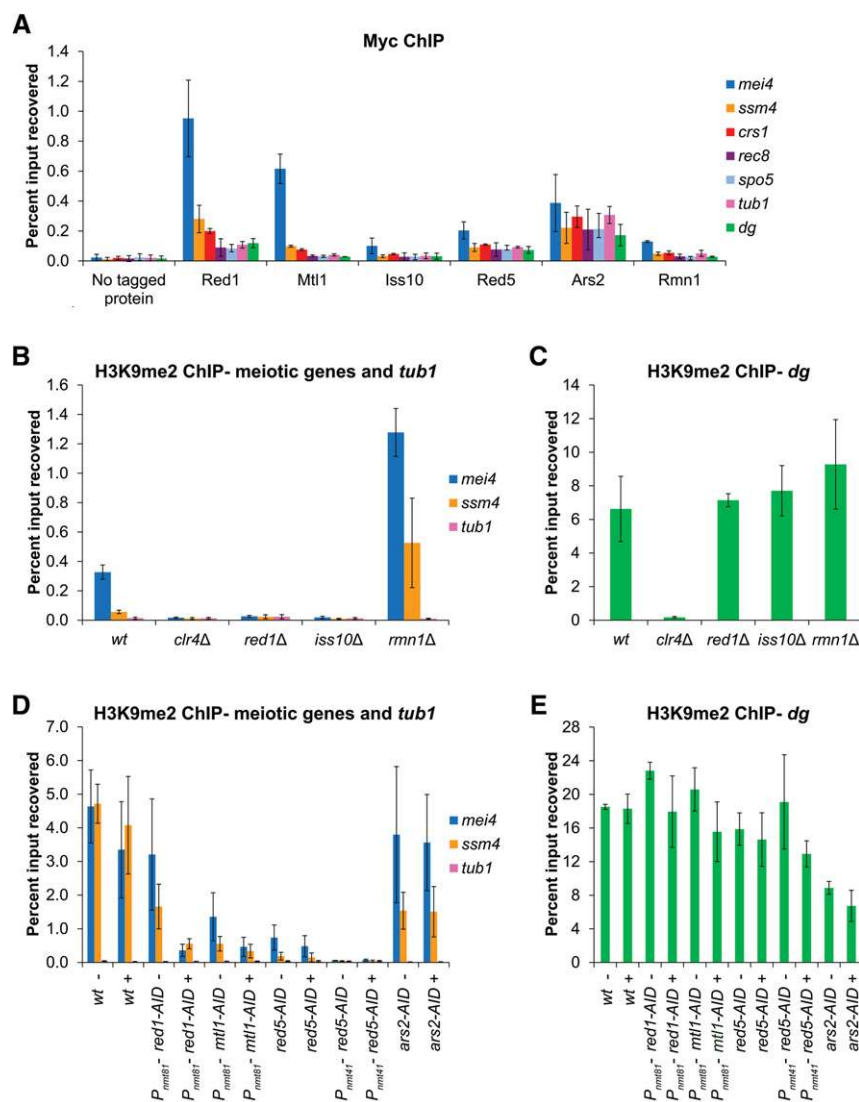 A
Myc ChIP
Percent input recovered
1.4
1.2
1.0
0.8
0.6
0.4
0.2
0.0
mei4
ssm4
crs1
rec8
spo5
tub1
dg
No tagged protein
Red1
Mtl1
Iss10
Red5
Ars2
Rmn1
B
H3K9me2 ChIP- meiotic genes and tub1
Percent input recovered
1.6
1.4
1.2
1.0
0.8
0.6
0.4
0.2
0.0
mei4
ssm4
tub1
wt
clr4Δ
red1Δ
iss10Δ
rmn1Δ
C
H3K9me2 ChIP- dg
Percent input recovered
14
12
10
8
6
4
2
0
wt
clr4Δ
red1Δ
iss10Δ
rmn1Δ
D
H3K9me2 ChIP- meiotic genes and tub1
Percent input recovered
7.0
6.0
5.0
4.0
3.0
2.0
1.0
0.0
mei4
ssm4
tub1
wt -
wt +
Pnmt81- red1-AID -
Pnmt81- red1-AID +
Pnmt81- mtl1-AID -
Pnmt81- mtl1-AID +
red5-AID -
red5-AID +
Pnmt41- red5-AID -
Pnmt41- red5-AID +
ars2-AID -
ars2-AID +
E
H3K9me2 ChIP- dg
Percent input recovered
28
24
20
16
12
8
4
0
wt -
wt +
Pnmt81- red1-AID -
Pnmt81- red1-AID +
Pnmt81- mtl1-AID -
Pnmt81- mtl1-AID +
red5-AID -
red5-AID +
Pnmt41- red5-AID -
Pnmt41- red5-AID +
ars2-AID -
ars2-AID +